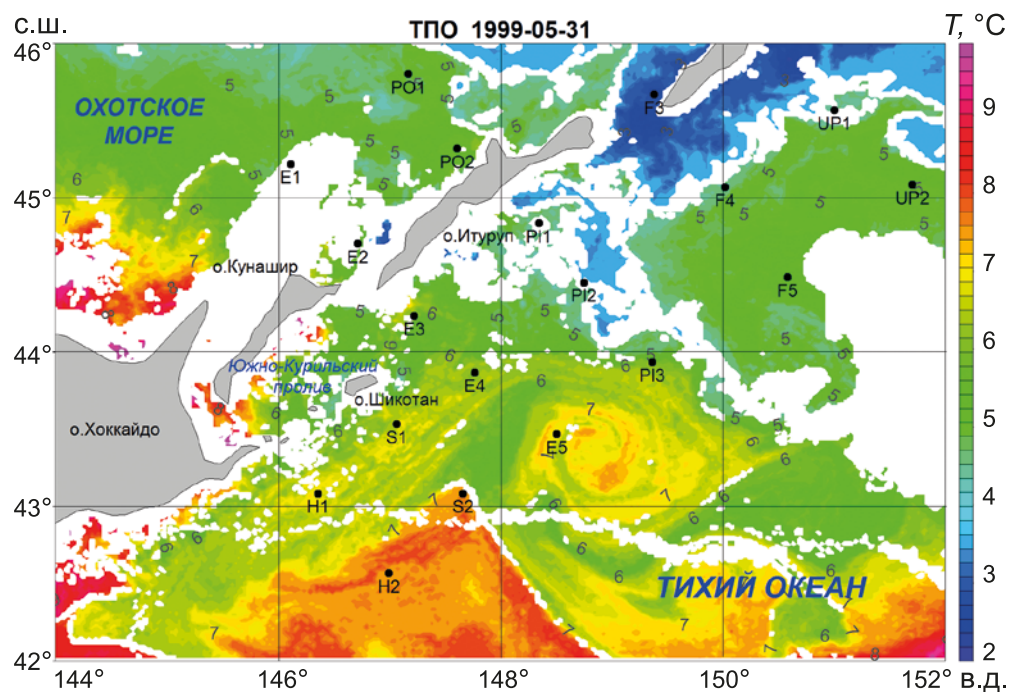 с.ш.
ТПО 1999-05-31
T, °C
46°
45°
44°
43°
42°
144°
146°
148°
150°
152°
в.д.
9
8
7
6
5
4
3
2
ОХОТСКОЕ
МОРЕ
PO1
F3
UP1
PO2
E1
F4
UP2
о.Итуруп
PI1
E2
о.Кунашир
PI2
F5
E3
Южно-Курильский
пролив
E4
PI3
о.Шикотан
о.Хоккайдо
S1
E5
H1
S2
H2
ТИХИЙ ОКЕАН